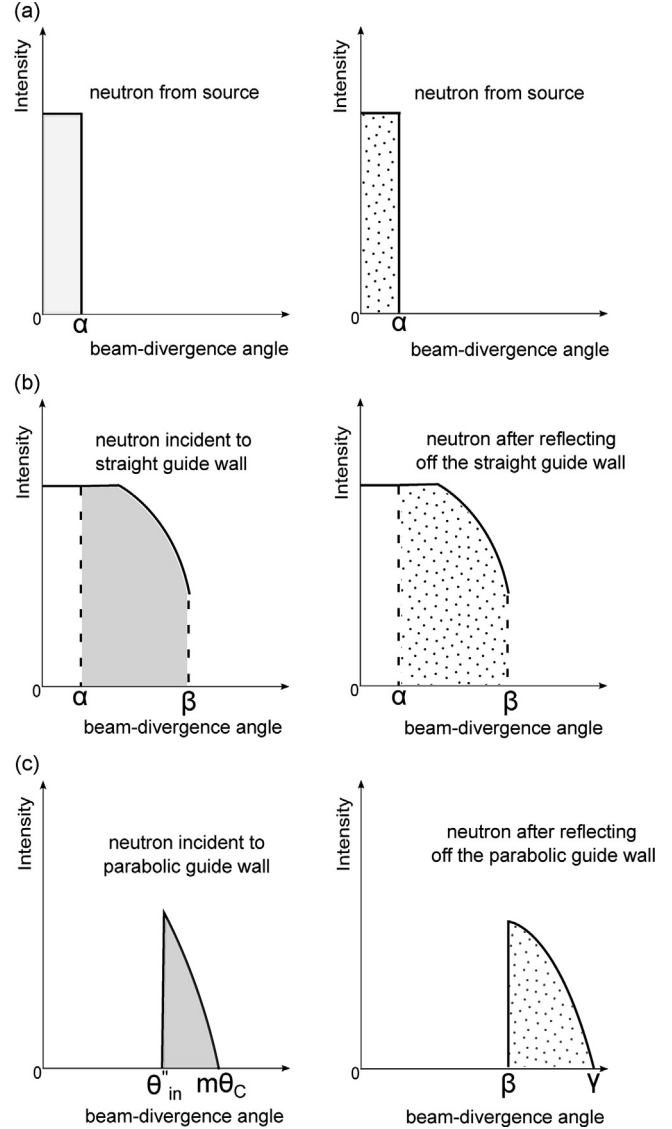 (a)
Intensity
neutron from source
0
α
beam-divergence angle
Intensity
neutron from source
0
α
beam-divergence angle
(b)
Intensity
neutron incident to
straight guide wall
0
α
β
beam-divergence angle
Intensity
neutron after reflecting
off the straight guide wall
0
α
β
beam-divergence angle
(c)
Intensity
neutron incident to
parabolic guide wall
0
θ"in
mθC
beam-divergence angle
Intensity
neutron after reflecting
off the parabolic guide wall
0
β
γ
beam-divergence angle